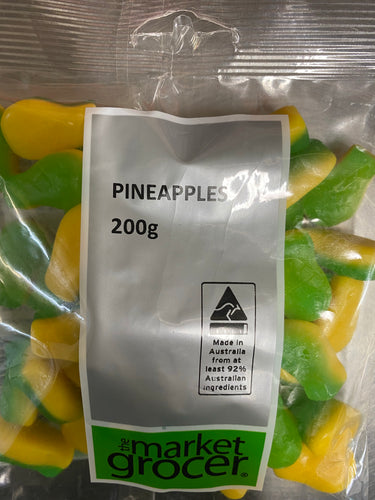 PINEAPPLES
200g
Made in
Australia
from at
least 92%
Australian
ingredients
the market
grocer®